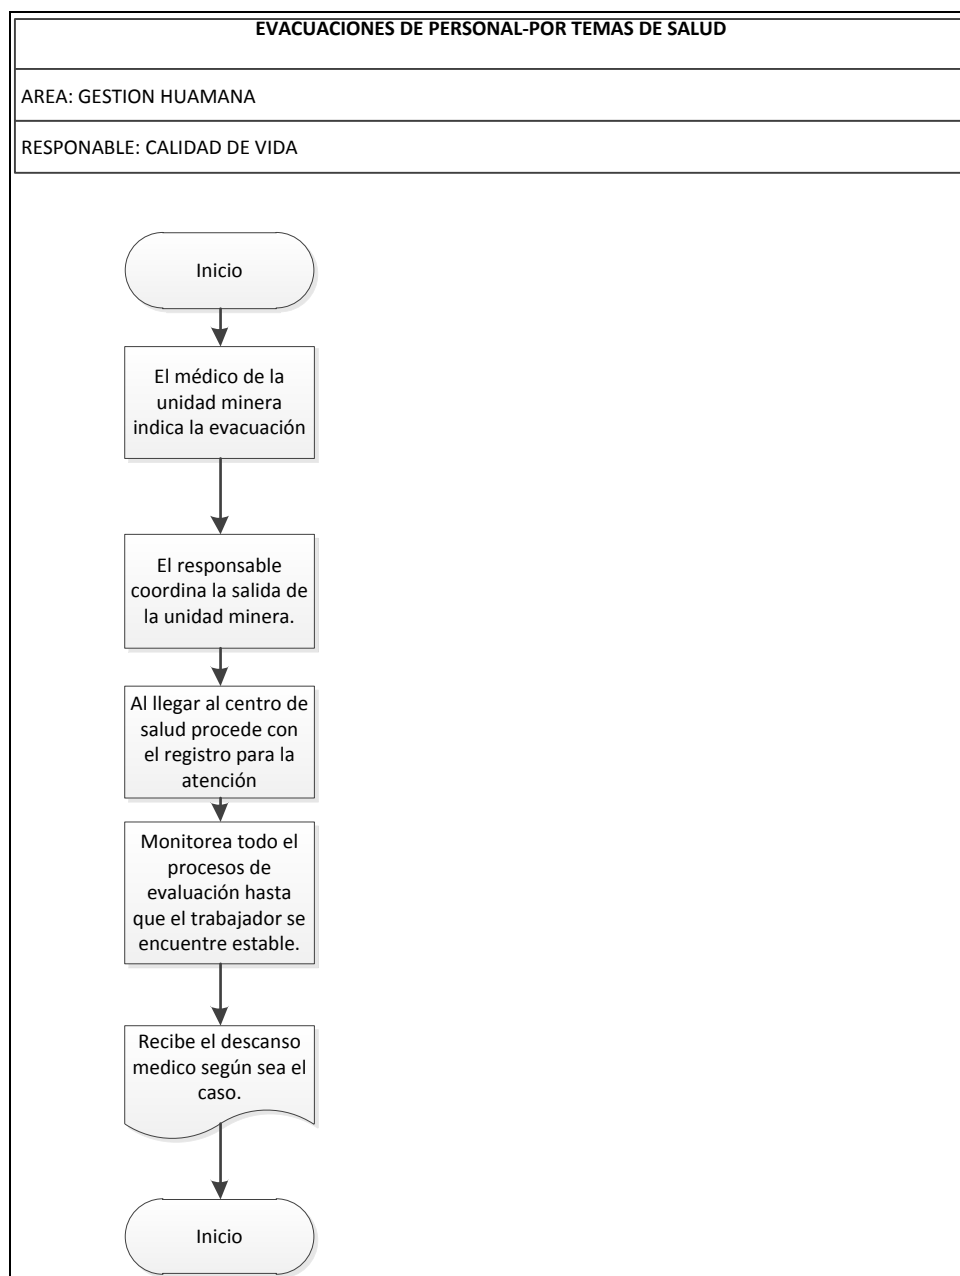 EVACUACIONES DE PERSONAL-POR TEMAS DE SALUD
AREA: GESTION HUAMANA
RESPONABLE: CALIDAD DE VIDA
Inicio
El médico de la
unidad minera
indica la evacuación
El responsable
coordina la salida de
la unidad minera.
Al llegar al centro de
salud procede con
el registro para la
atención
Monitorea todo el
procesos de
evaluación hasta
que el trabajador se
encuentre estable.
Recibe el descanso
medico según sea el
caso.
Inicio